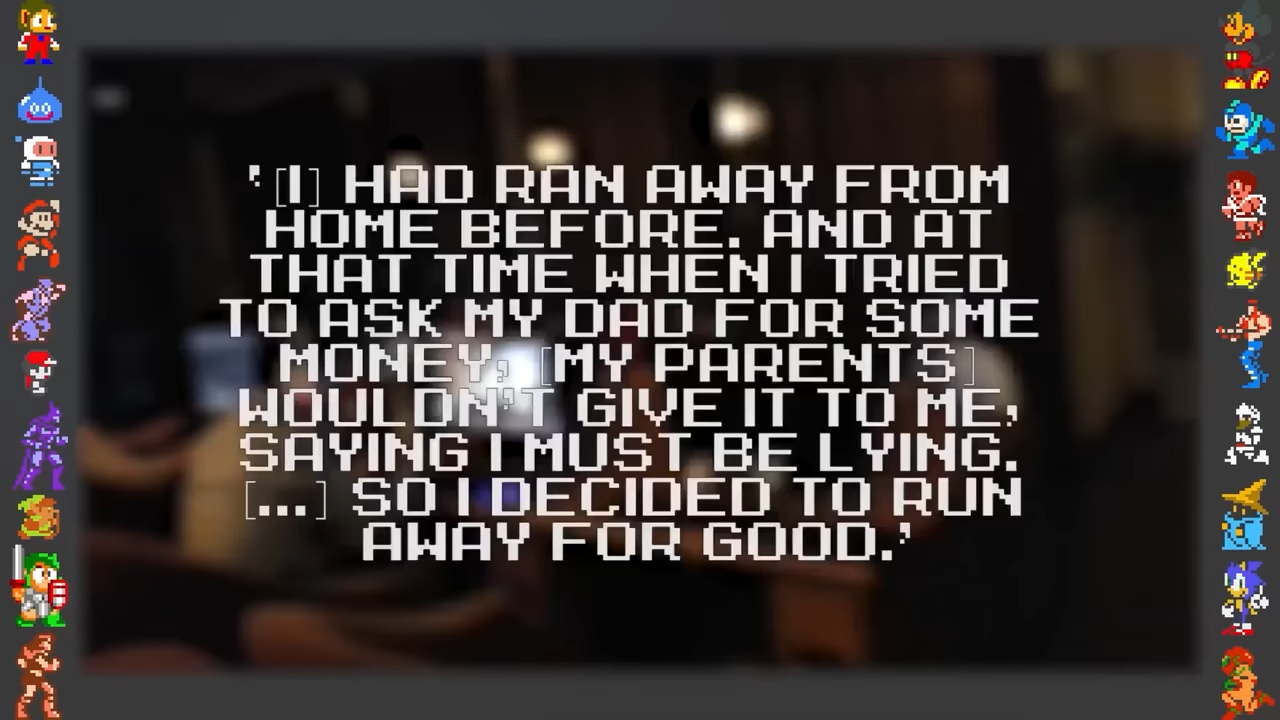 '[I] HAD RAN AWAY FROM
HOME BEFORE. AND AT
THAT TIME WHEN I TRIED
TO ASK MY DAD FOR SOME
MONEY, [MY PARENTS]
WOULDN'T GIVE IT TO ME,
SAYING I MUST BE LYING.
[...] SO I DECIDED TO RUN
AWAY FOR GOOD.'